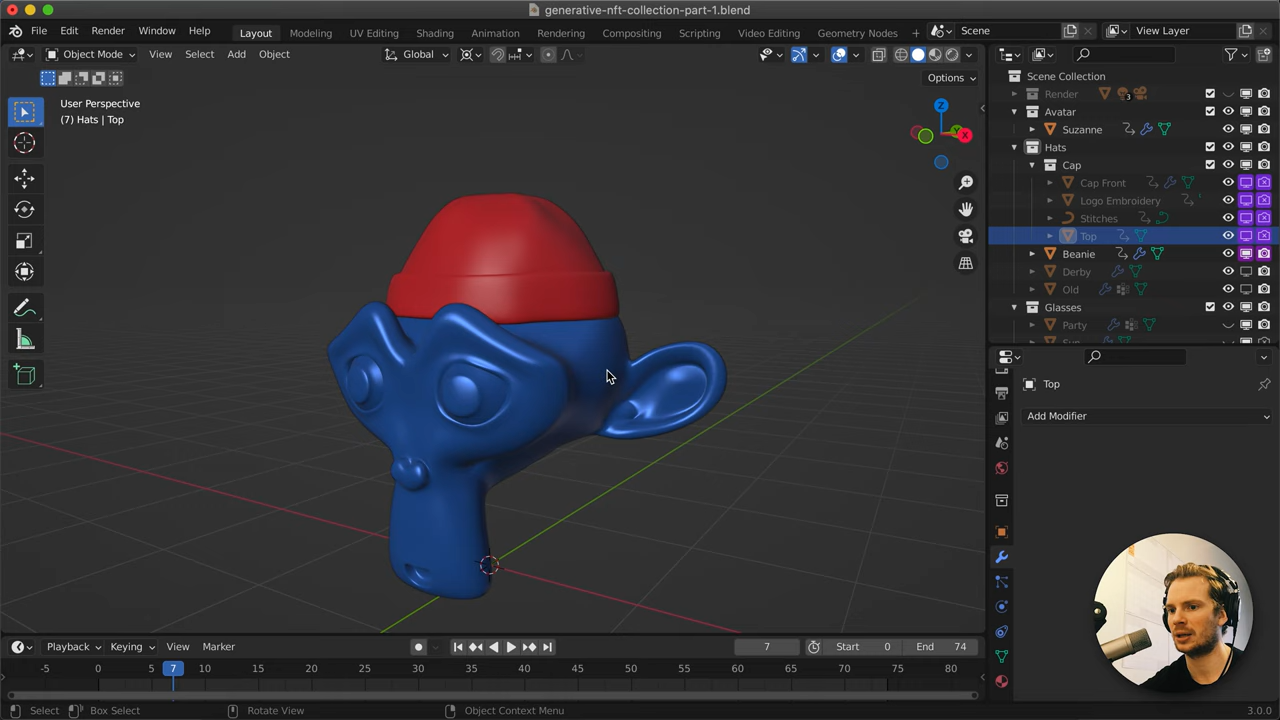 generative-nft-collection-part-1.blend
File Edit Render Window Help Layout Modeling UV Editing Shading Animation Rendering Compositing Scripting Video Editing Geometry Nodes + Scene View Layer
Object Mode View Select Add Object Global
Options
User Perspective
(7) Hats | Top
Z
X
Scene Collection
Render 3
Avatar
Suzanne
Hats
Cap
Cap Front
Logo Embroidery
Stitches
Top
Beanie
Derby
Old
Glasses
Party
Top
Add Modifier
Playback Keying View Marker 7 Start 0 End 74
-5 0 5 7 10 15 20 25 30 35 40 45 50 55 60 65 70 75 80
Select Box Select Rotate View Object Context Menu 3.0.0